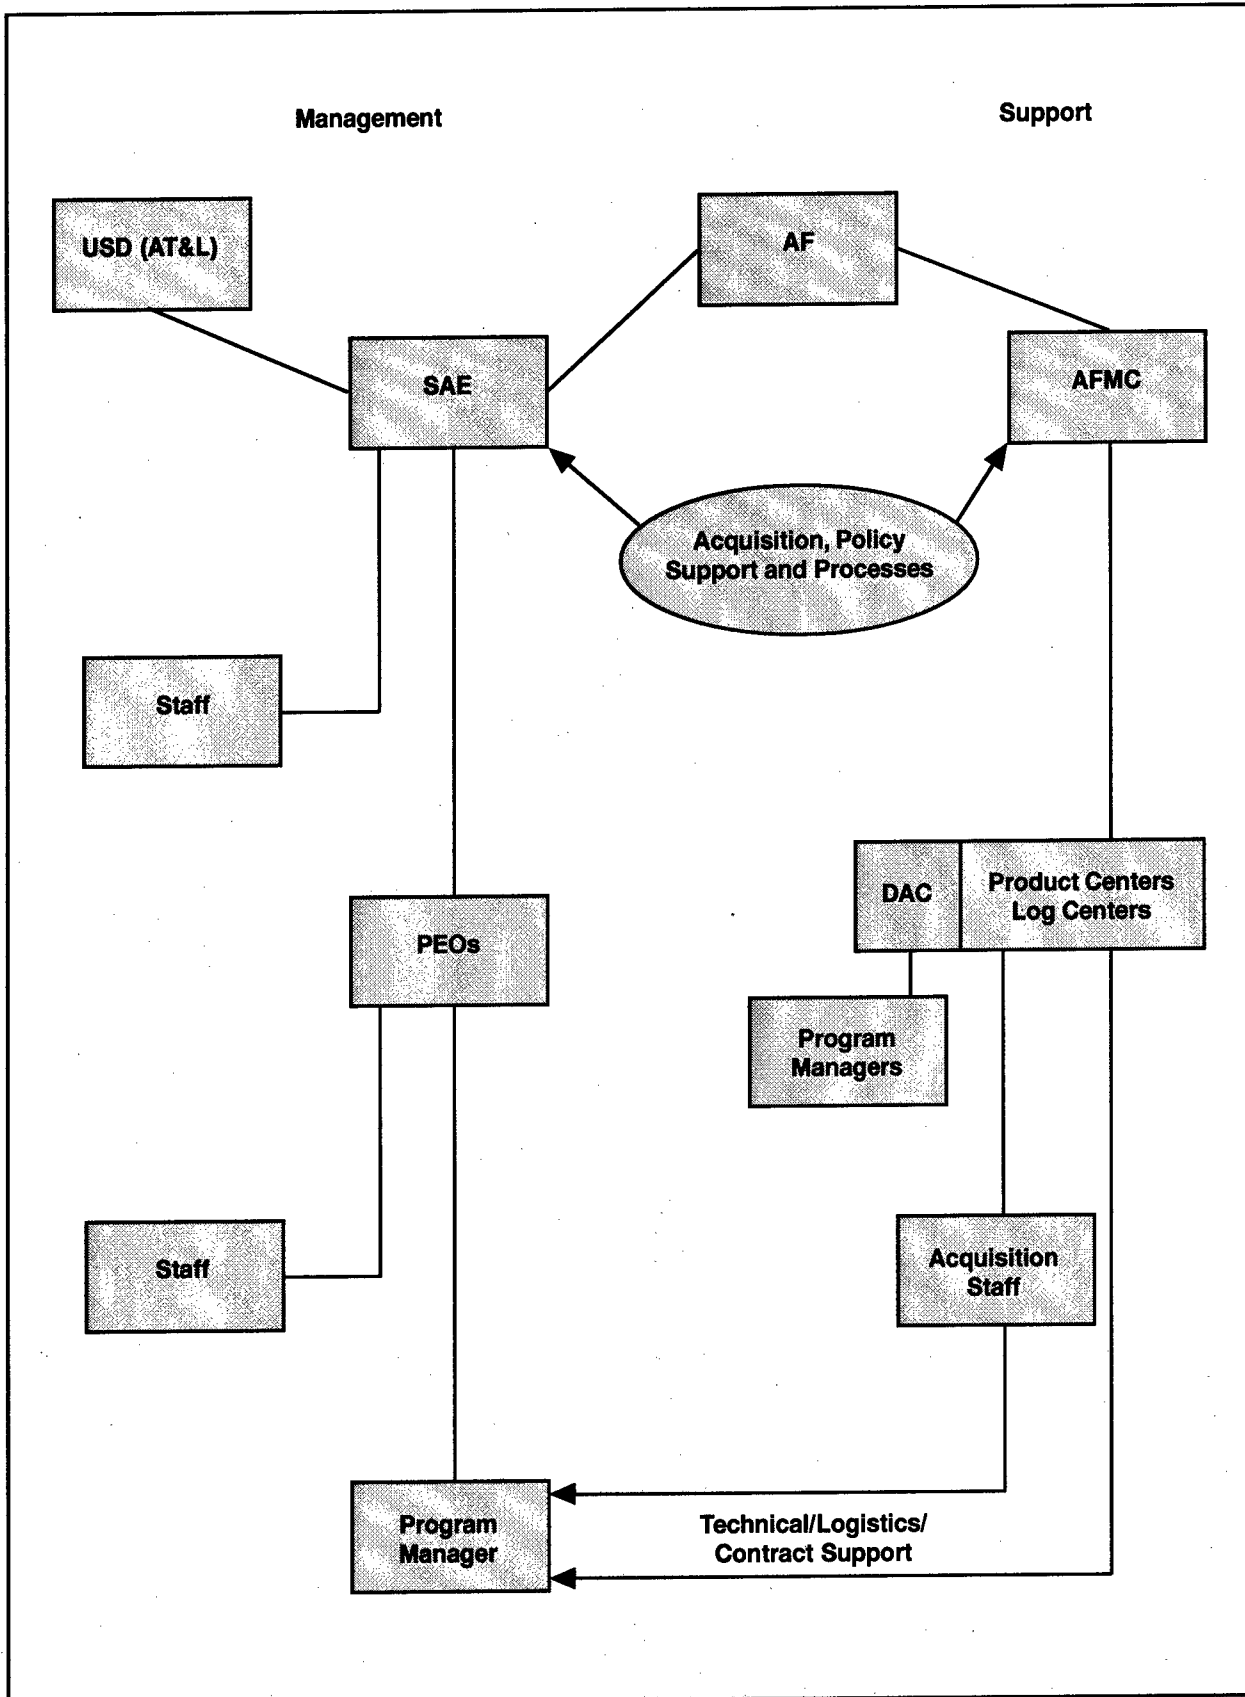 Management
Support
USD (AT&L)
AF
SAE
AFMC
Acquisition, Policy
Support and Processes
Staff
DAC
Product Centers
Log Centers
PEOs
Program
Managers
Staff
Acquisition
Staff
Program
Manager
Technical/Logistics/
Contract Support